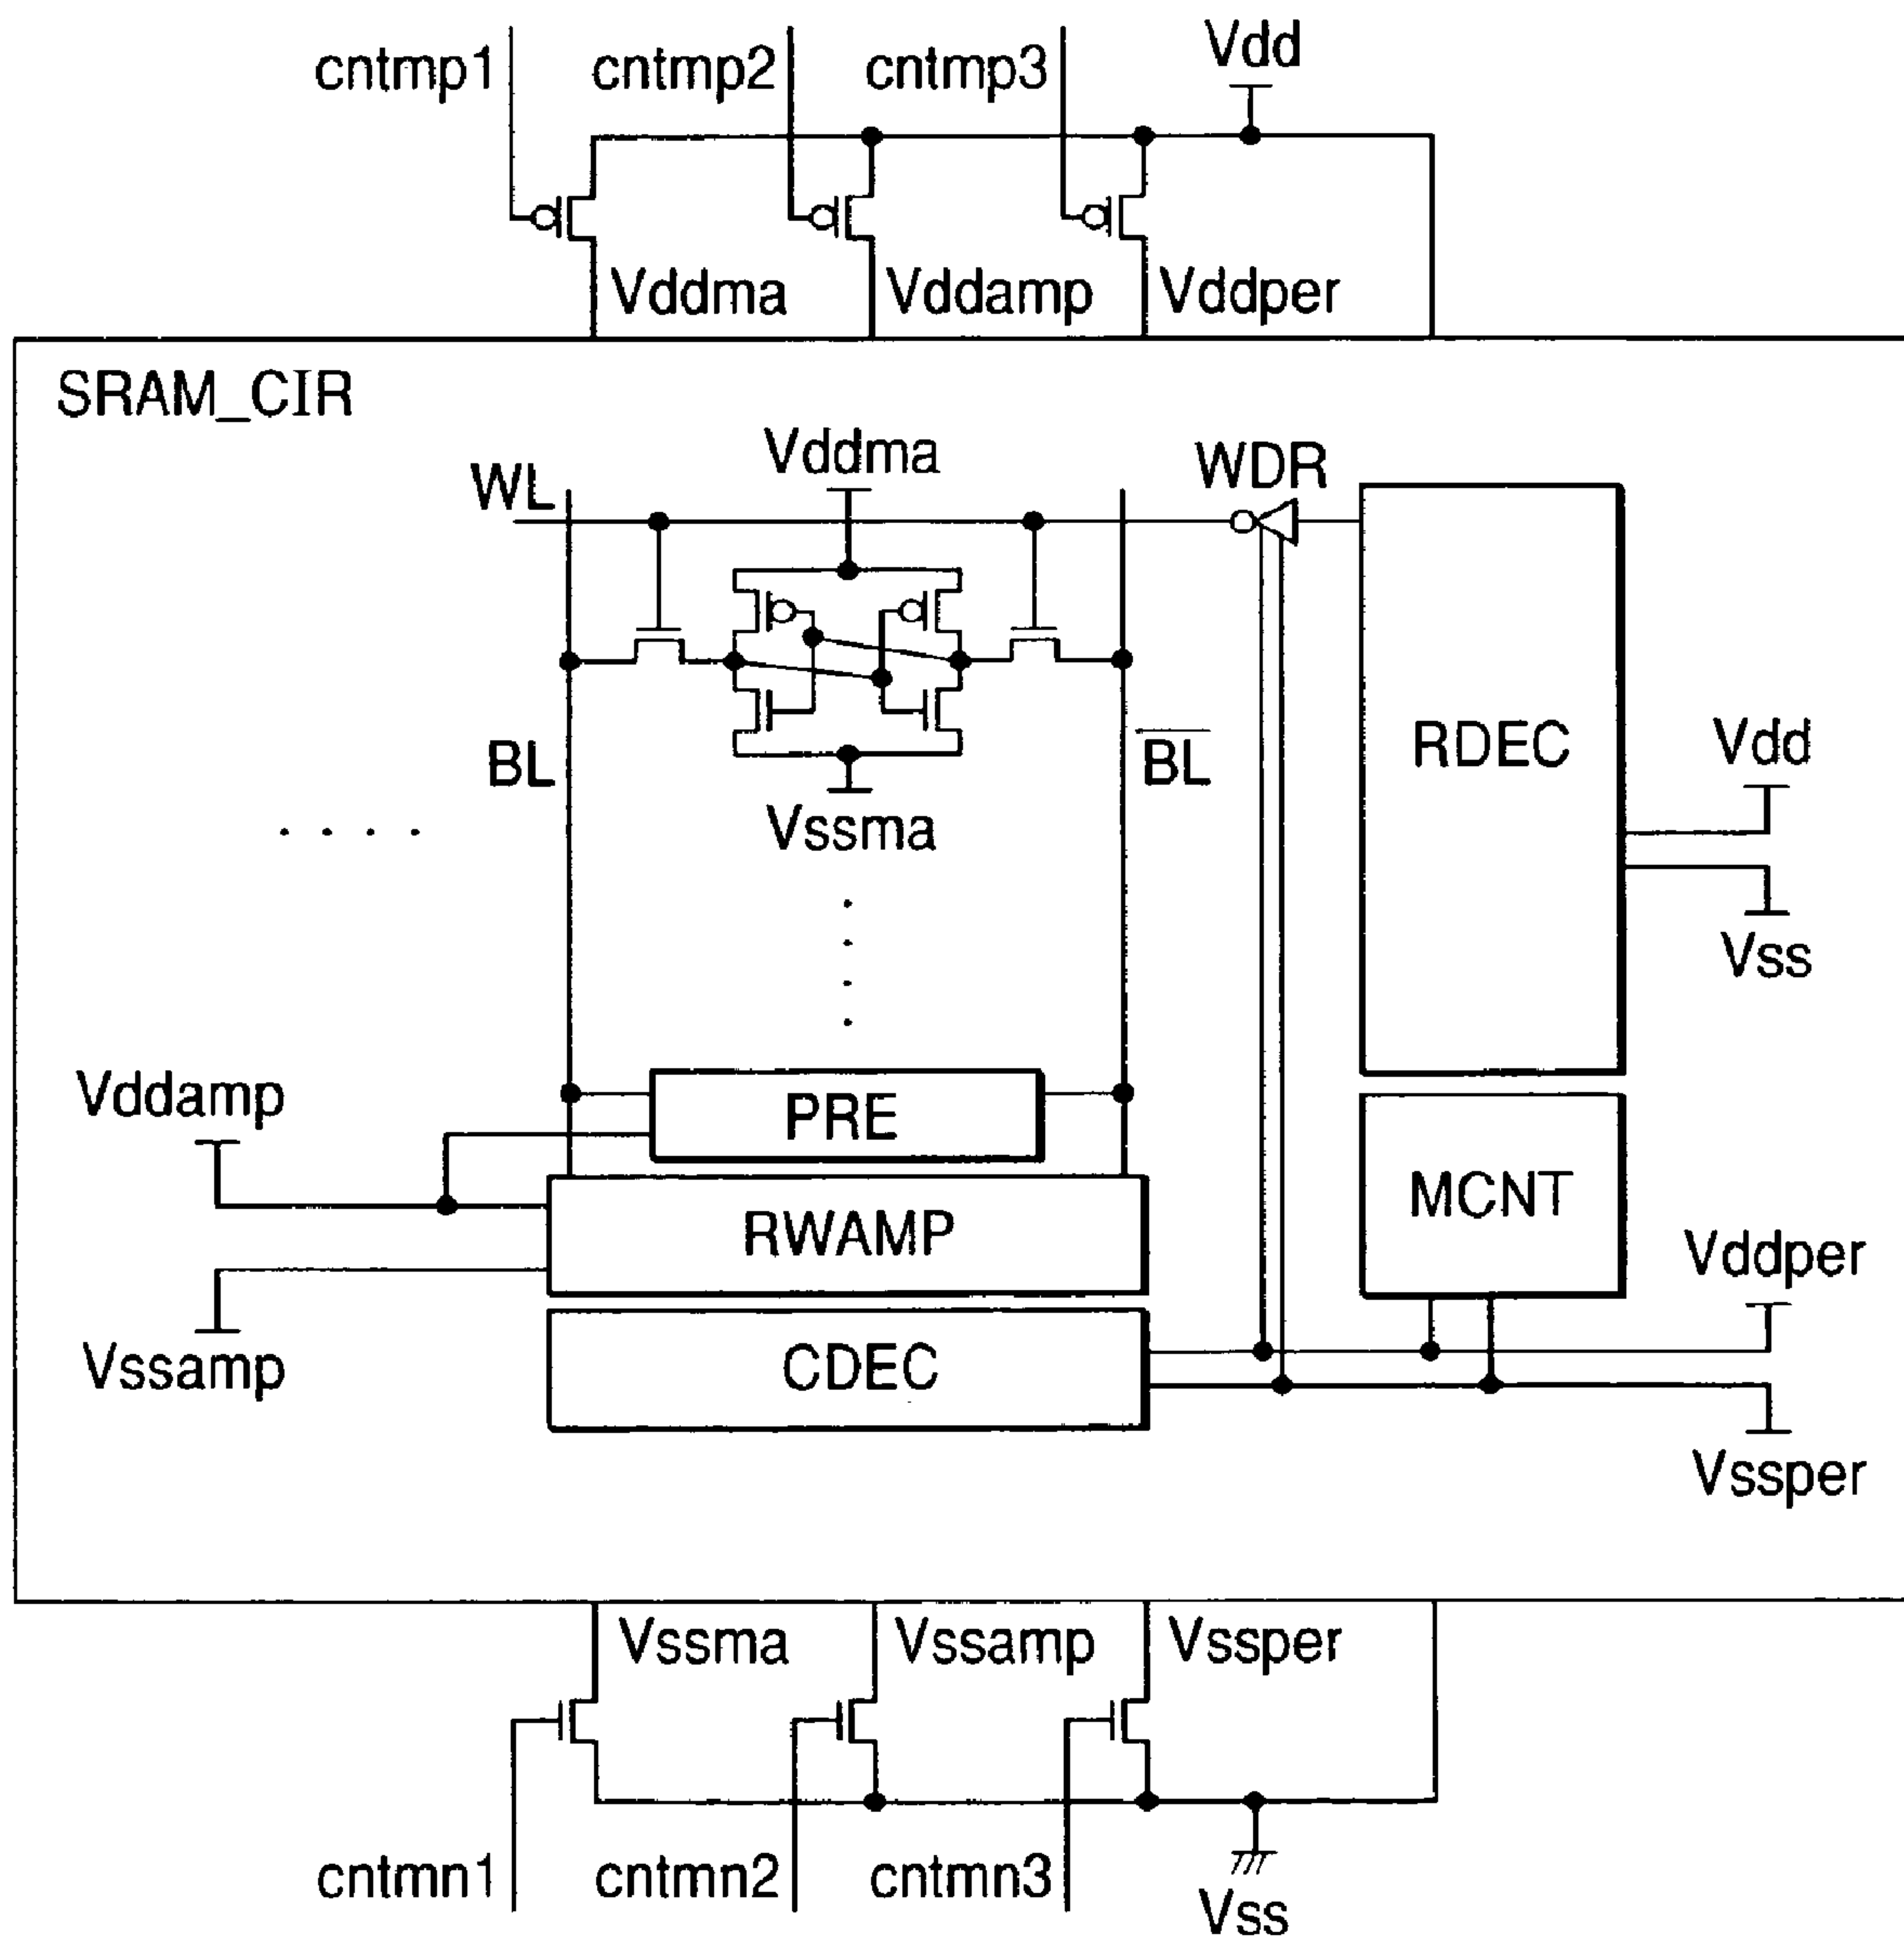 cntmp1 cntmp2 cntmp3 Vdd
Vddma Vddamp Vddper
SRAM_CIR
WL Vddma WDR
BL BL RDEC Vdd
Vssma
Vss
Vddamp PRE
RWAMP MCNT
Vddper
Vssamp CDEC
Vssper
Vssma Vssamp Vssper
cntmn1 cntmn2 cntmn3 Vss